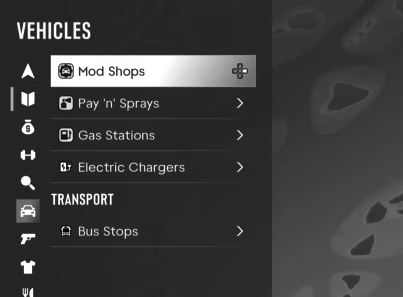 VEHICLES
Mod Shops
Pay 'n' Sprays
Gas Stations
Electric Chargers
TRANSPORT
Bus Stops